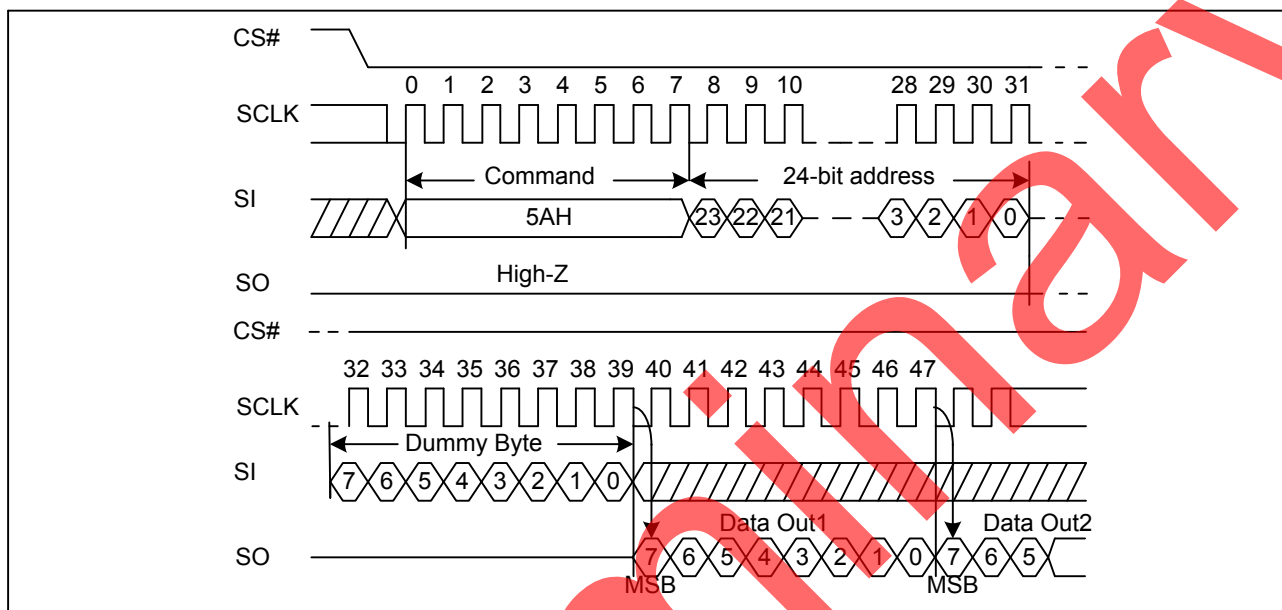 CS#
0 1 2 3 4 5 6 7 8 9 10 28 29 30 31
SCLK
Command 24-bit address
SI
5AH 23 22 21 3 2 1 0
High-Z
SO
CS#
32 33 34 35 36 37 38 39 40 41 42 43 44 45 46 47
SCLK
Dummy Byte
SI
7 6 5 4 3 2 1 0
Data Out1 Data Out2
SO
7 6 5 4 3 2 1 0 7 6 5
MSB MSB